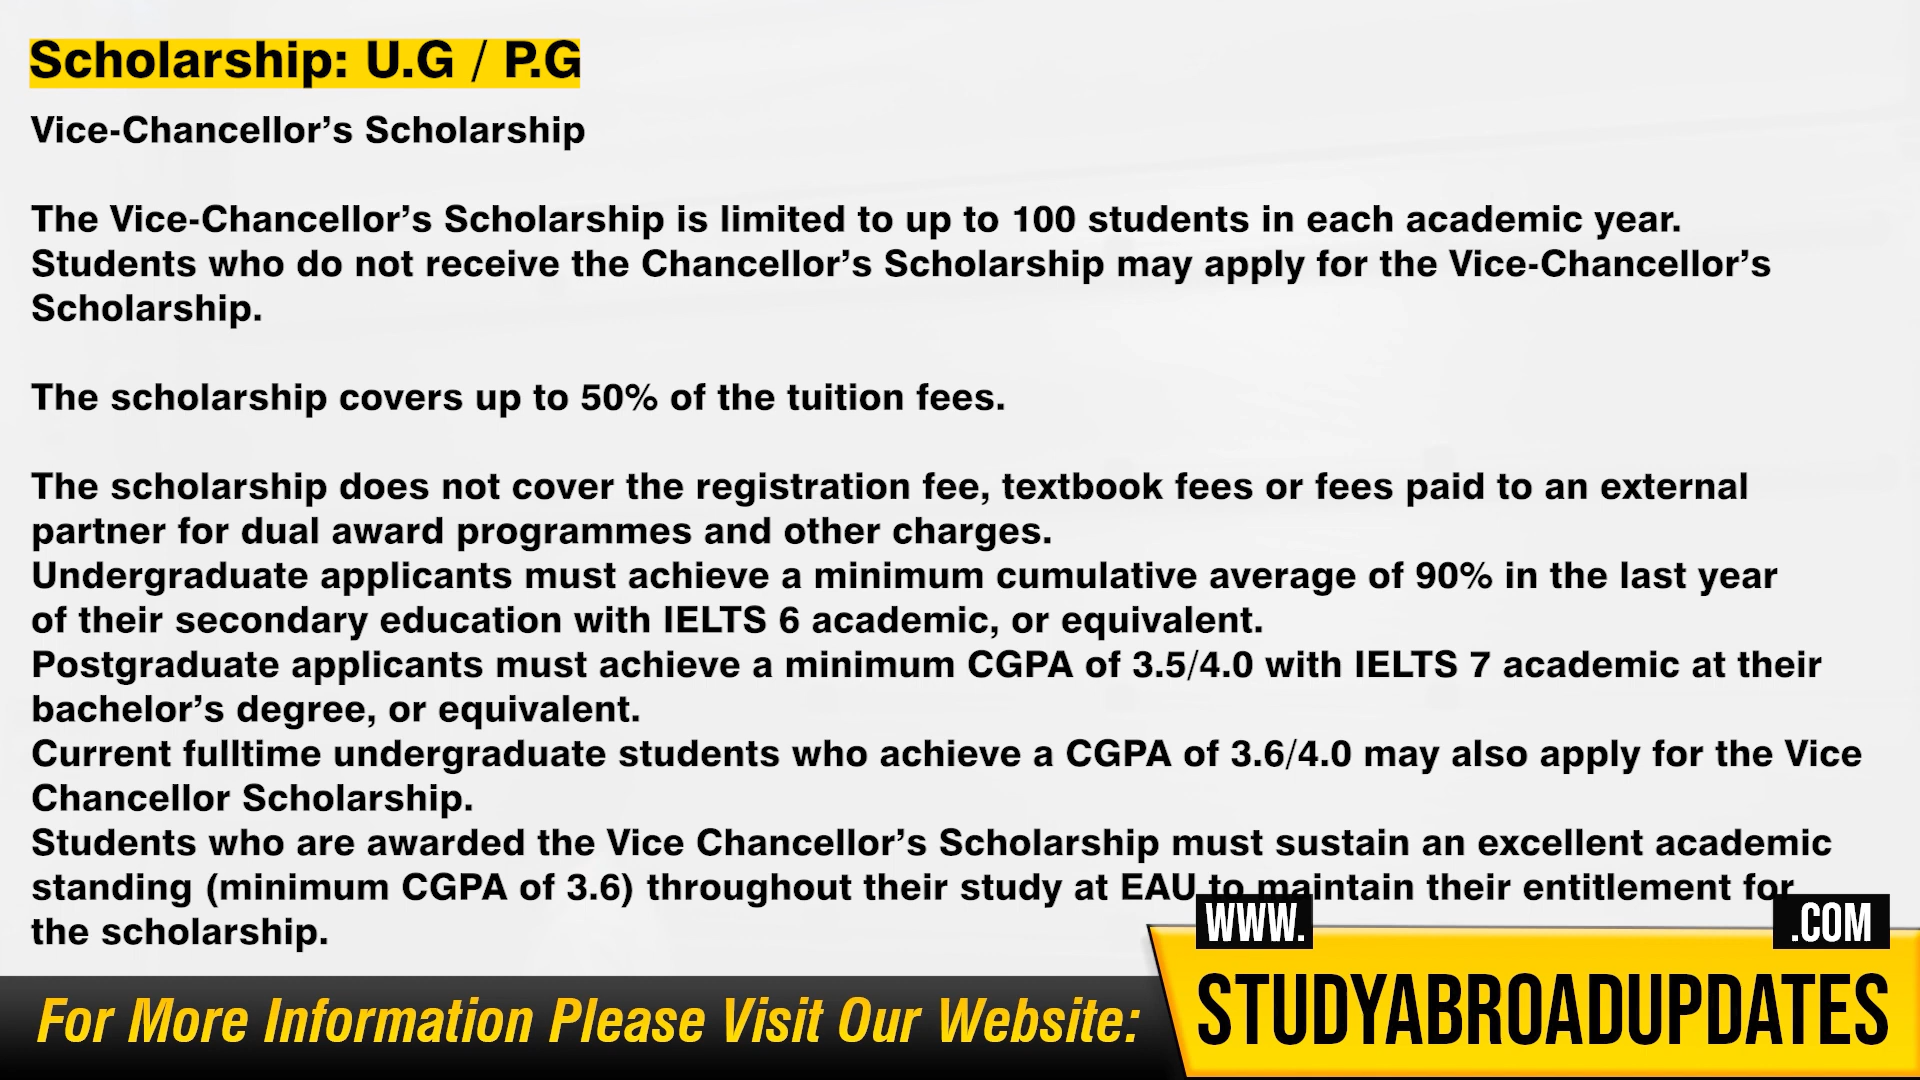 Scholarship: U.G / P.G
Vice-Chancellor’s Scholarship
The Vice-Chancellor’s Scholarship is limited to up to 100 students in each academic year.
Students who do not receive the Chancellor’s Scholarship may apply for the Vice-Chancellor’s
Scholarship.
The scholarship covers up to 50% of the tuition fees.
The scholarship does not cover the registration fee, textbook fees or fees paid to an external
partner for dual award programmes and other charges.
Undergraduate applicants must achieve a minimum cumulative average of 90% in the last year
of their secondary education with IELTS 6 academic, or equivalent.
Postgraduate applicants must achieve a minimum CGPA of 3.5/4.0 with IELTS 7 academic at their
bachelor’s degree, or equivalent.
Current fulltime undergraduate students who achieve a CGPA of 3.6/4.0 may also apply for the Vice
Chancellor Scholarship.
Students who are awarded the Vice Chancellor’s Scholarship must sustain an excellent academic
standing (minimum CGPA of 3.6) throughout their study at EAU to maintain their entitlement for
the scholarship.
WWW. .COM
For More Information Please Visit Our Website: STUDYABROADUPDATES